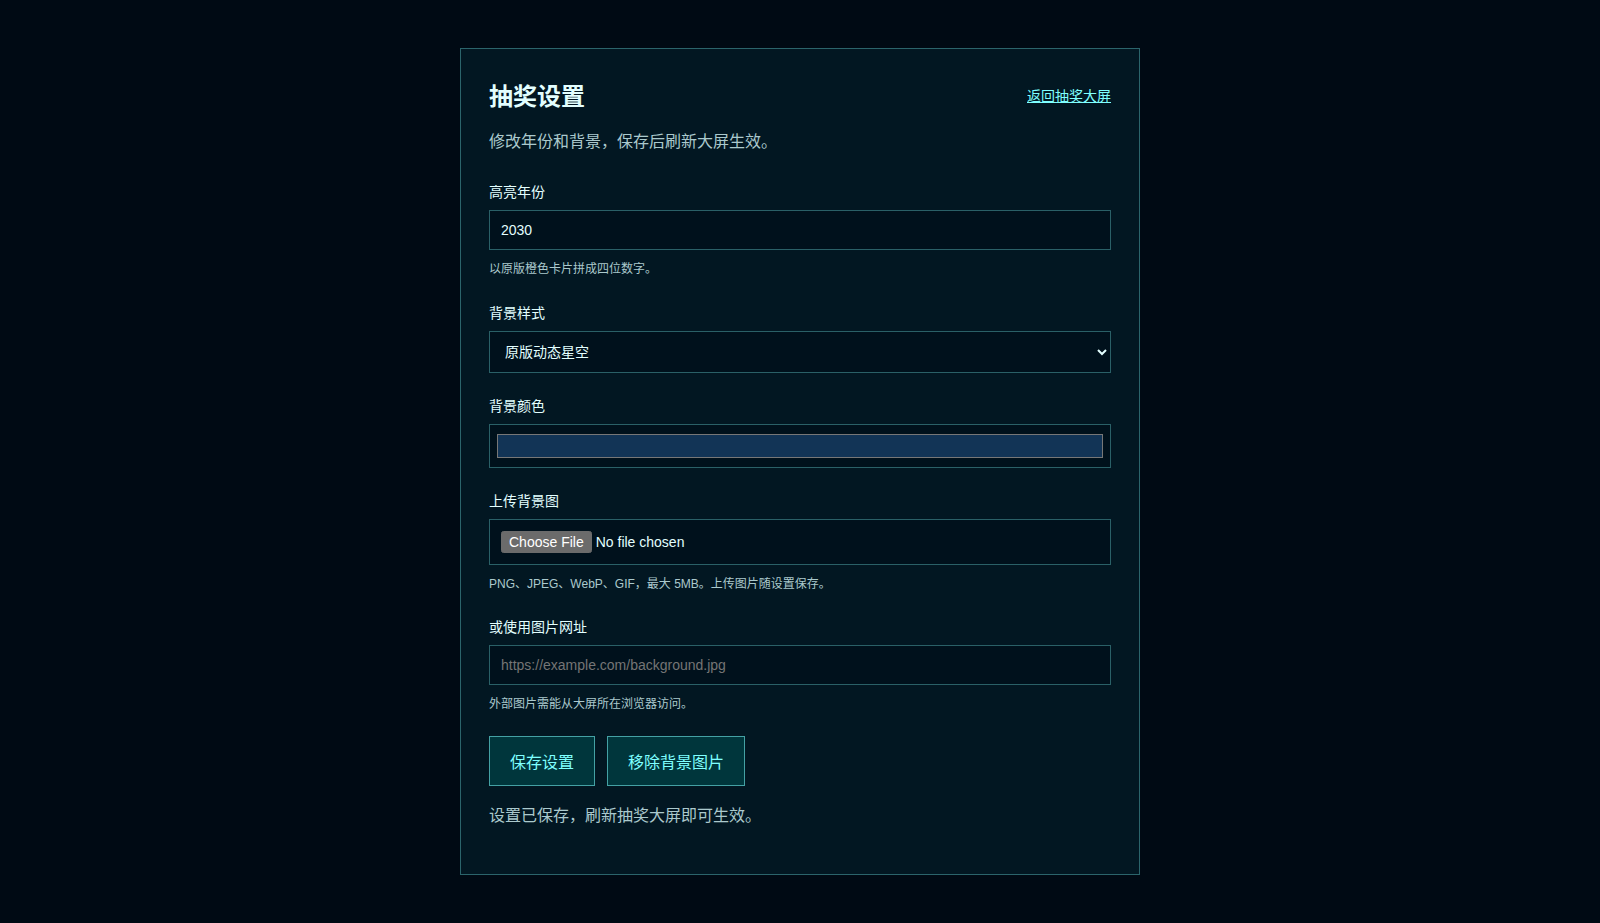 抽奖设置
返回抽奖大屏
修改年份和背景，保存后刷新大屏生效。
高亮年份
2030
以原版橙色卡片拼成四位数字。
背景样式
原版动态星空
背景颜色
上传背景图
Choose File No file chosen
PNG、JPEG、WebP、GIF，最大 5MB。上传图片随设置保存。
或使用图片网址
https://example.com/background.jpg
外部图片需能从大屏所在浏览器访问。
保存设置 移除背景图片
设置已保存，刷新抽奖大屏即可生效。